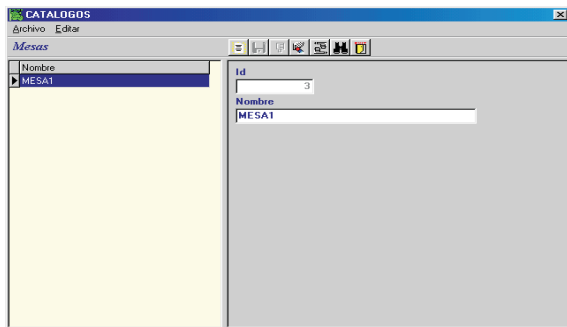 CATALOGOS
Archivo Editar
Mesas
Nombre
MESA1
Id
3
Nombre
MESA1